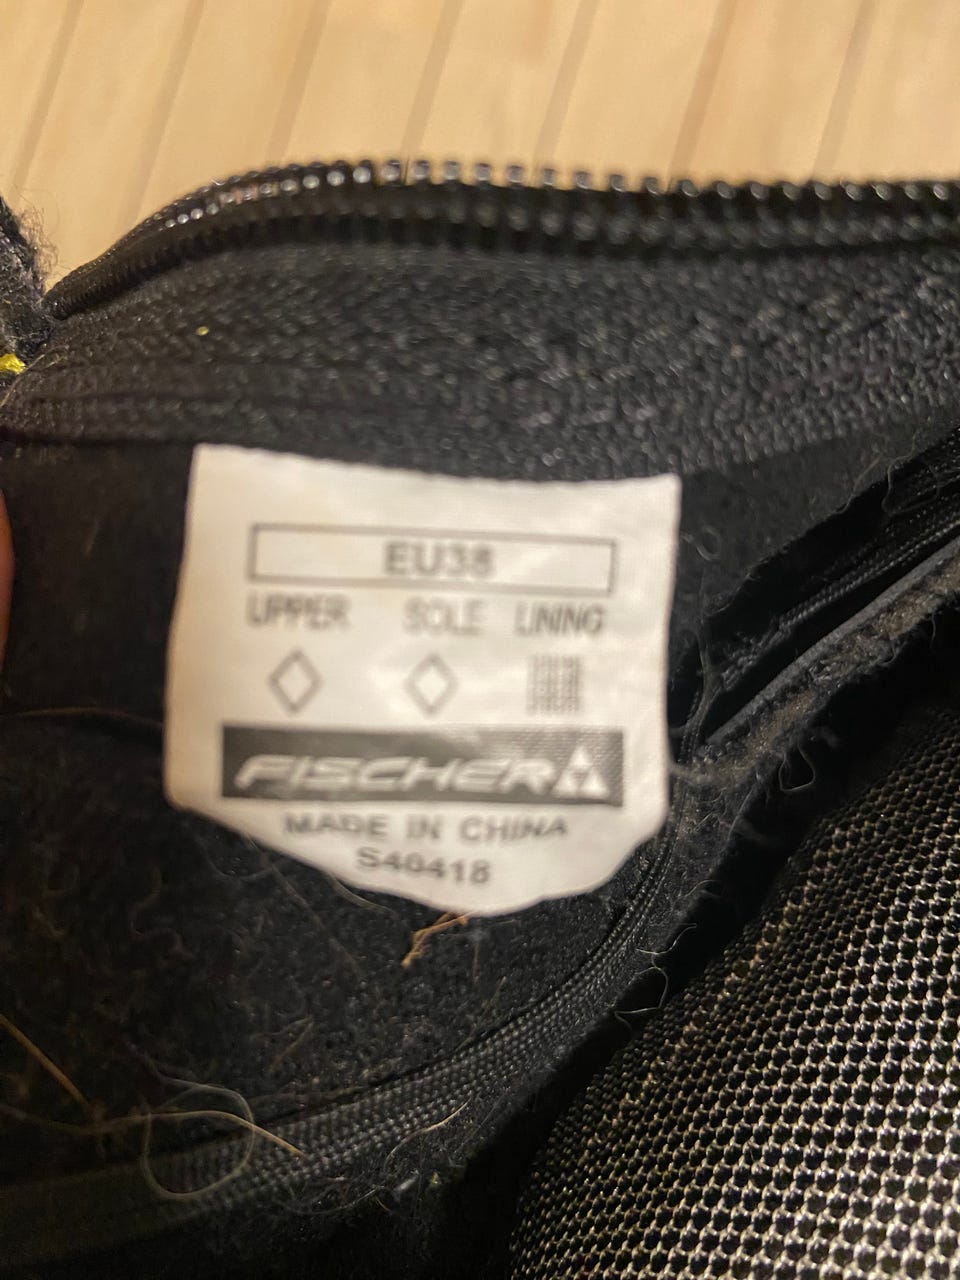 EU38
UPPER SOLE LINING
FISCHER
MADE IN CHINA
S40418